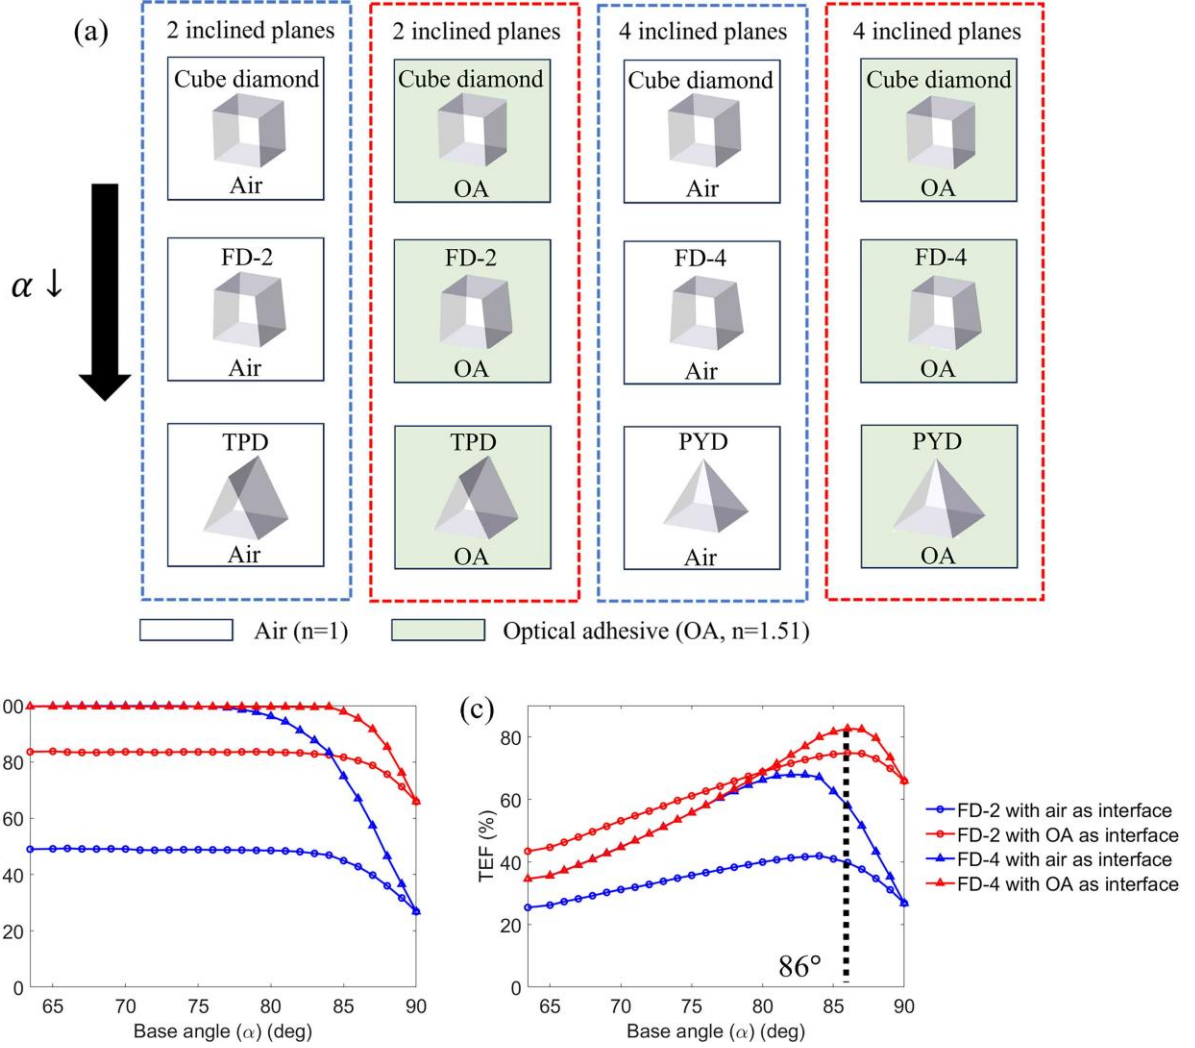 (a)
2 inclined planes
2 inclined planes
4 inclined planes
4 inclined planes
Cube diamond
Cube diamond
Cube diamond
Cube diamond
Air
OA
Air
OA
α ↓
FD-2
FD-2
FD-4
FD-4
Air
OA
Air
OA
TPD
TPD
PYD
PYD
Air
OA
Air
OA
Air (n=1)
Optical adhesive (OA, n=1.51)
00
80
60
40
20
0
65
70
75
80
85
90
Base angle (α) (deg)
(c)
TEF (%)
80
60
40
20
0
86°
65
70
75
80
85
90
Base angle (α) (deg)
FD-2 with air as interface
FD-2 with OA as interface
FD-4 with air as interface
FD-4 with OA as interface